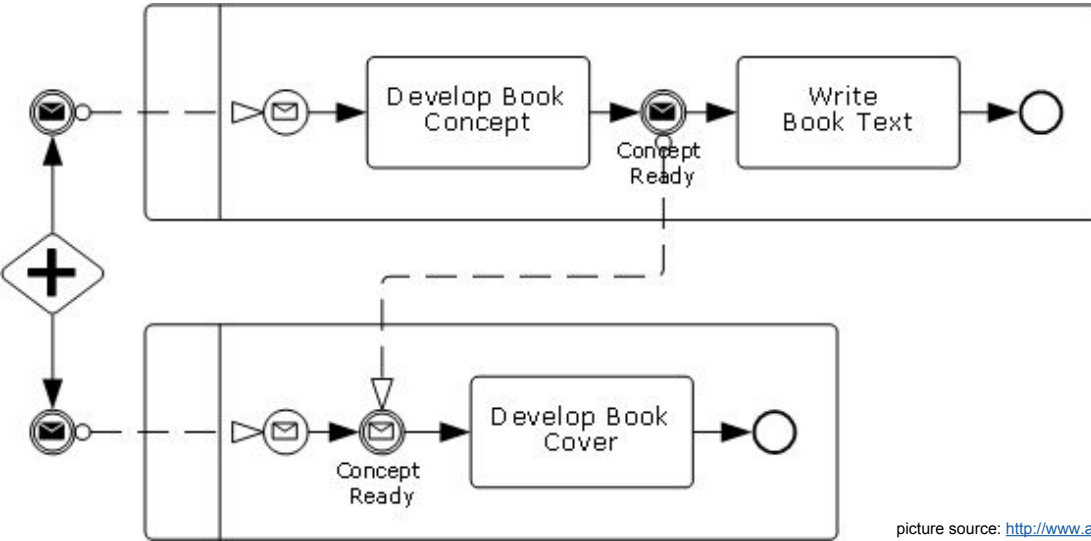 Develop Book
Concept
Concept
Ready
Write
Book Text
Concept
Ready
Develop Book
Cover
picture source: http://www.a